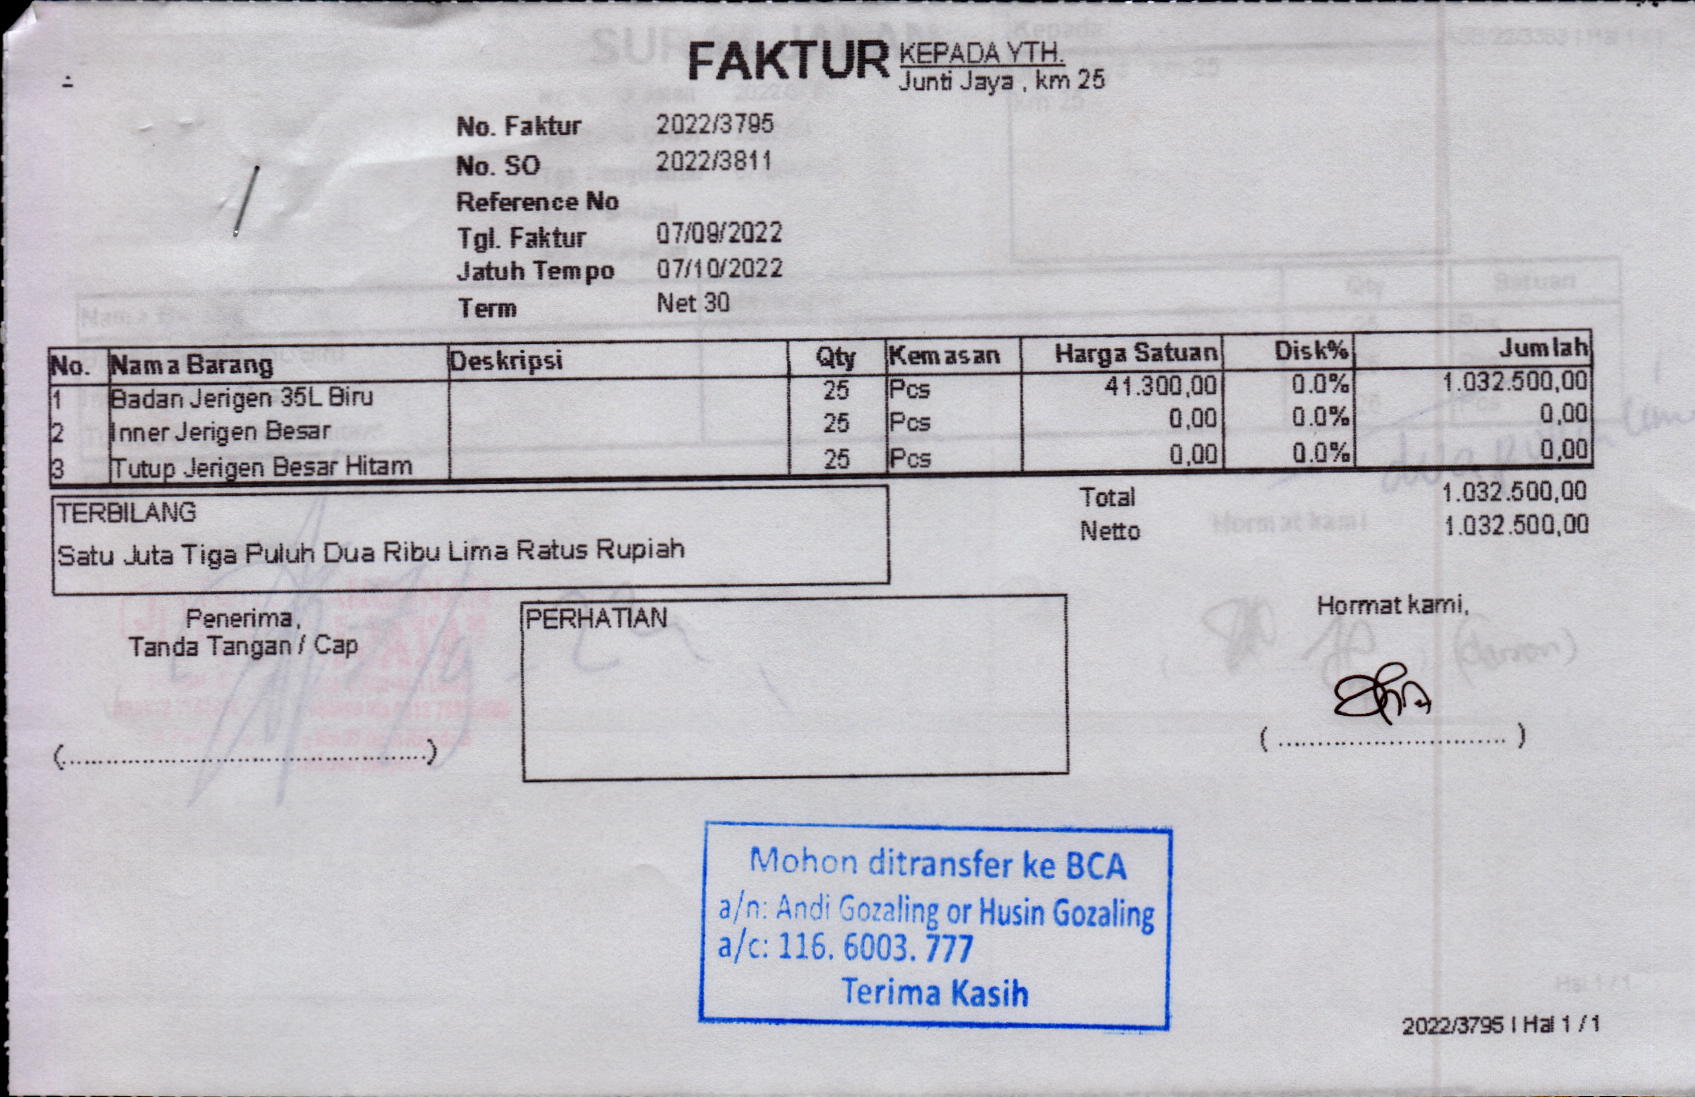 FAKTUR
KEPADA YTH.
Junti Jaya , km 25
No. Faktur 2022/3795
No. SO 2022/3811
Reference No
Tgl. Faktur 07/09/2022
Jatuh Tempo 07/10/2022
Term Net 30
No. Nama Barang Deskripsi Qty Kemasan Harga Satuan Disk% Jumlah
1 Badan Jerigen 35L Biru 25 Pcs 41.300,00 0.0% 1.032.500,00
2 Inner Jerigen Besar 25 Pcs 0,00 0.0% 0,00
3 Tutup Jerigen Besar Hitam 25 Pcs 0,00 0.0% 0,00
Total 1.032.500,00
Netto 1.032.500,00
TERBILANG
Satu Juta Tiga Puluh Dua Ribu Lima Ratus Rupiah
Penerima,
Tanda Tangan / Cap
PERHATIAN
Hormat kami,
Mohon ditransfer ke BCA
a/n: Andi Gozaling or Husin Gozaling
a/c: 116. 6003. 777
Terima Kasih
2022/3795 | Hal 1 / 1